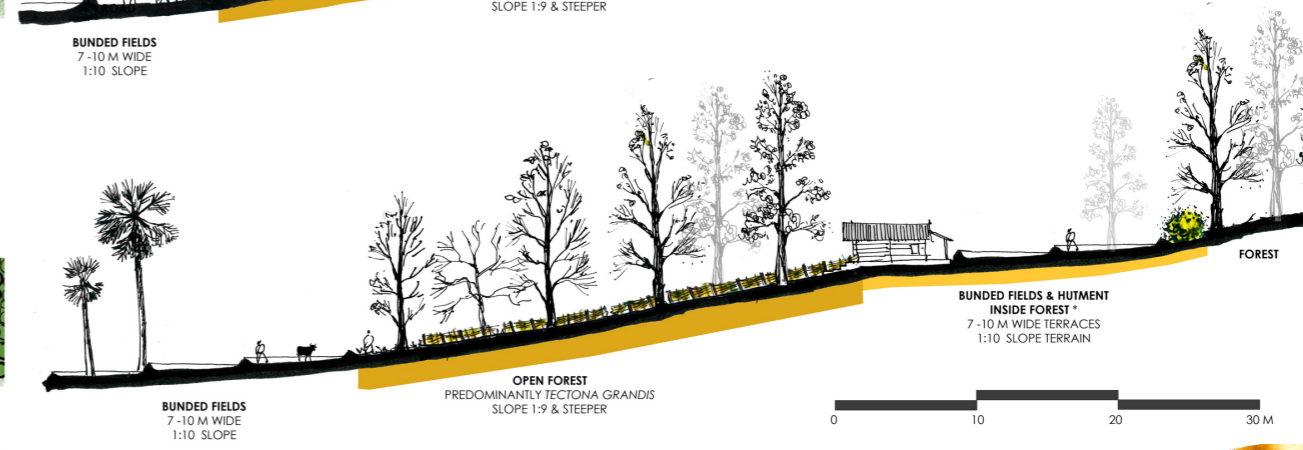 SLOPE 1:9 & STEEPER
BUNDED FIELDS
7 -10 M WIDE
1:10 SLOPE
FOREST
BUNDED FIELDS & HUTMENT
INSIDE FOREST *
7 -10 M WIDE TERRACES
1:10 SLOPE TERRAIN
OPEN FOREST
PREDOMINANTLY TECTONA GRANDIS
SLOPE 1:9 & STEEPER
BUNDED FIELDS
7 -10 M WIDE
1:10 SLOPE
0 10 20 30 M